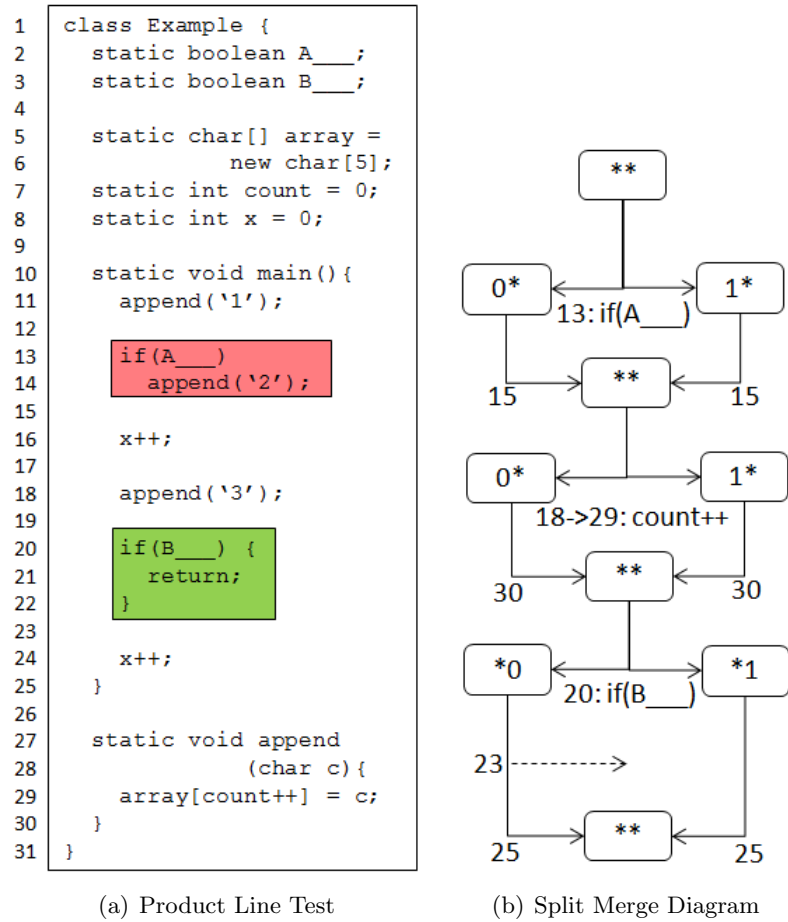 1 class Example {
2 static boolean A___;
3 static boolean B___;
4
5 static char[] array =
6 new char[5];
7 static int count = 0;
8 static int x = 0;
9
10 static void main(){
11 append(‘1’);
12
13 if(A___)
14 append(‘2’);
15
16 x++;
17
18 append(‘3’);
19
20 if(B___) {
21 return;
22 }
23
24 x++;
25 }
26
27 static void append
28 (char c){
29 array[count++] = c;
30 }
31 }
(a) Product Line Test
**
0* 1*
13: if(A___)
15 ** 15
0* 1*
18->29: count++
30 ** 30
*0 *1
20: if(B___)
23
25 ** 25
(b) Split Merge Diagram